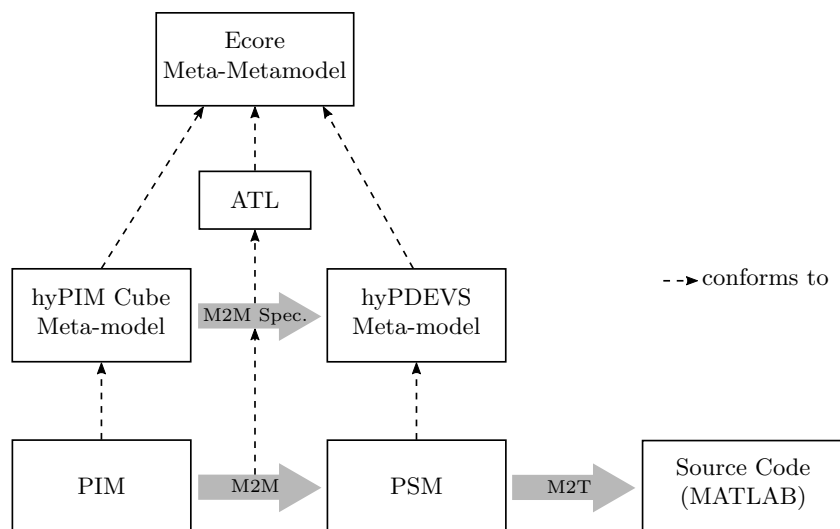 Ecore
Meta-Metamodel
ATL
hyPIM Cube
Meta-model
M2M Spec.
hyPDEVS
Meta-model
conforms to
PIM
M2M
PSM
M2T
Source Code
(MATLAB)